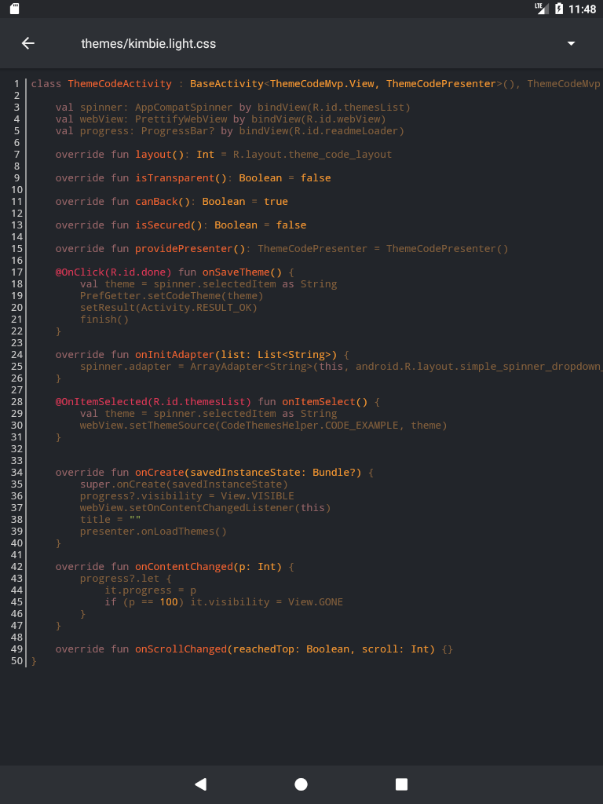 LTE 11:48
themes/kimbie.light.css
1 class ThemeCodeActivity : BaseActivity<ThemeCodeMvp.View, ThemeCodePresenter>(), ThemeCodeMvp
2
3     val spinner: AppCompatSpinner by bindView(R.id.themesList)
4     val webView: PrettifyWebView by bindView(R.id.webView)
5     val progress: ProgressBar? by bindView(R.id.readmeLoader)
6
7     override fun layout(): Int = R.layout.theme_code_layout
8
9     override fun isTransparent(): Boolean = false
10
11     override fun canBack(): Boolean = true
12
13     override fun isSecured(): Boolean = false
14
15     override fun providePresenter(): ThemeCodePresenter = ThemeCodePresenter()
16
17     @OnClick(R.id.done) fun onSaveTheme() {
18         val theme = spinner.selectedItem as String
19         PrefGetter.setCodeTheme(theme)
20         setResult(Activity.RESULT_OK)
21         finish()
22     }
23
24     override fun onInitAdapter(list: List<String>) {
25         spinner.adapter = ArrayAdapter<String>(this, android.R.layout.simple_spinner_dropdown_
26     }
27
28     @OnItemSelected(R.id.themesList) fun onItemSelect() {
29         val theme = spinner.selectedItem as String
30         webView.setThemeSource(CodeThemesHelper.CODE_EXAMPLE, theme)
31     }
32
33
34     override fun onCreate(savedInstanceState: Bundle?) {
35         super.onCreate(savedInstanceState)
36         progress?.visibility = View.VISIBLE
37         webView.setOnContentChangedListener(this)
38         title = ""
39         presenter.onLoadThemes()
40     }
41
42     override fun onContentChanged(p: Int) {
43         progress?.let {
44             it.progress = p
45             if (p == 100) it.visibility = View.GONE
46         }
47     }
48
49     override fun onScrollChanged(reachedTop: Boolean, scroll: Int) {}
50 }